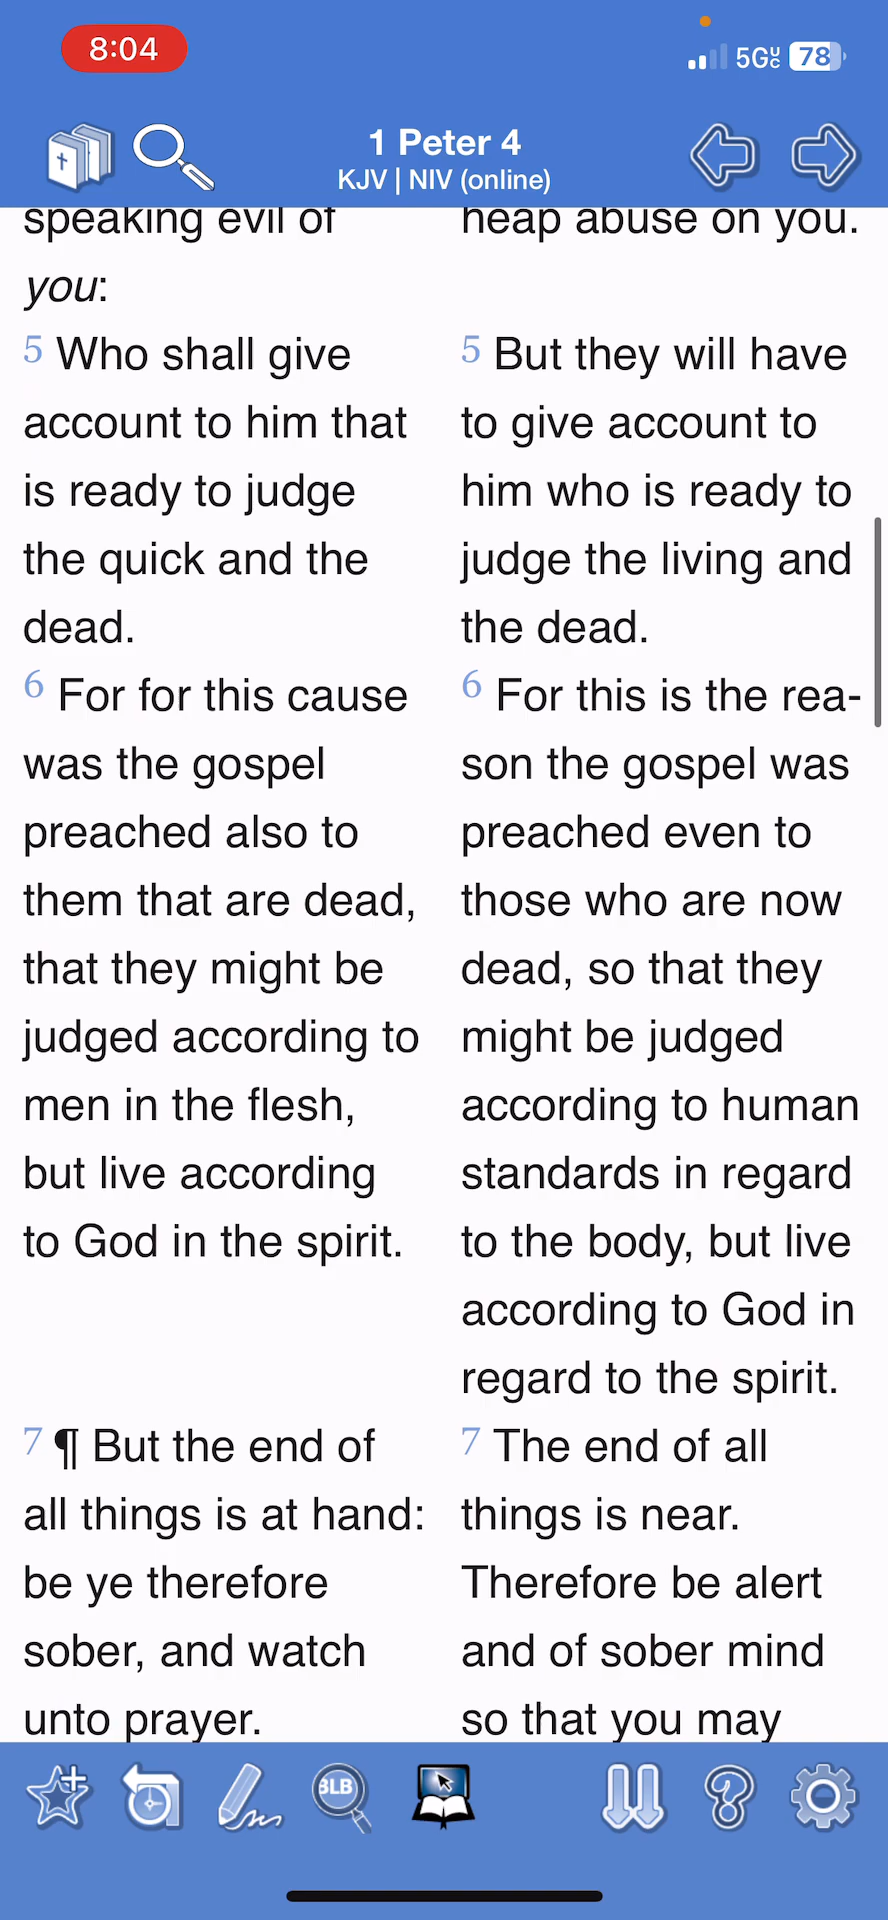 8:04
5G UC 78
1 Peter 4
KJV | NIV (online)
speaking evil of
you:
5 Who shall give
account to him that
is ready to judge
the quick and the
dead.
6 For for this cause
was the gospel
preached also to
them that are dead,
that they might be
judged according to
men in the flesh,
but live according
to God in the spirit.
7 ¶ But the end of
all things is at hand:
be ye therefore
sober, and watch
unto prayer.
heap abuse on you.
5 But they will have
to give account to
him who is ready to
judge the living and
the dead.
6 For this is the rea-
son the gospel was
preached even to
those who are now
dead, so that they
might be judged
according to human
standards in regard
to the body, but live
according to God in
regard to the spirit.
7 The end of all
things is near.
Therefore be alert
and of sober mind
so that you may
BLB